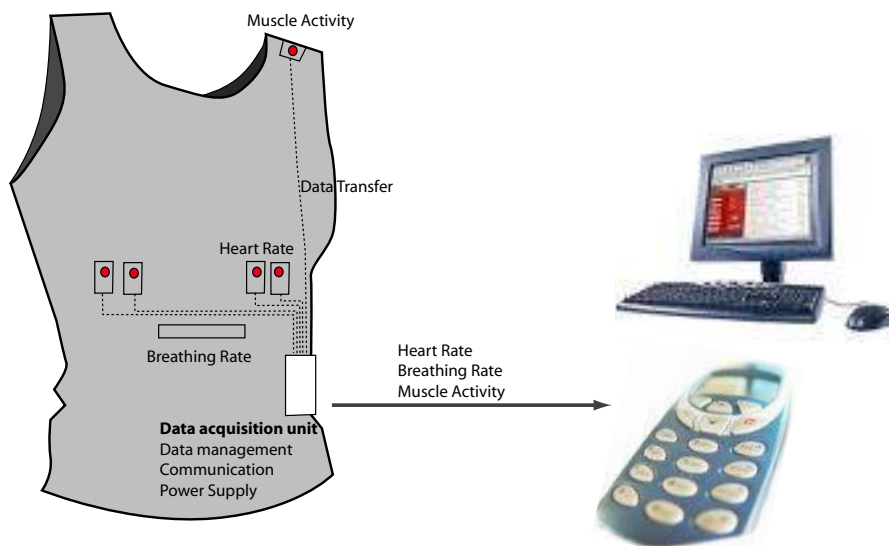 Muscle Activity
Data Transfer
Heart Rate
Breathing Rate
Heart Rate
Breathing Rate
Muscle Activity
Data acquisition unit
Data management
Communication
Power Supply